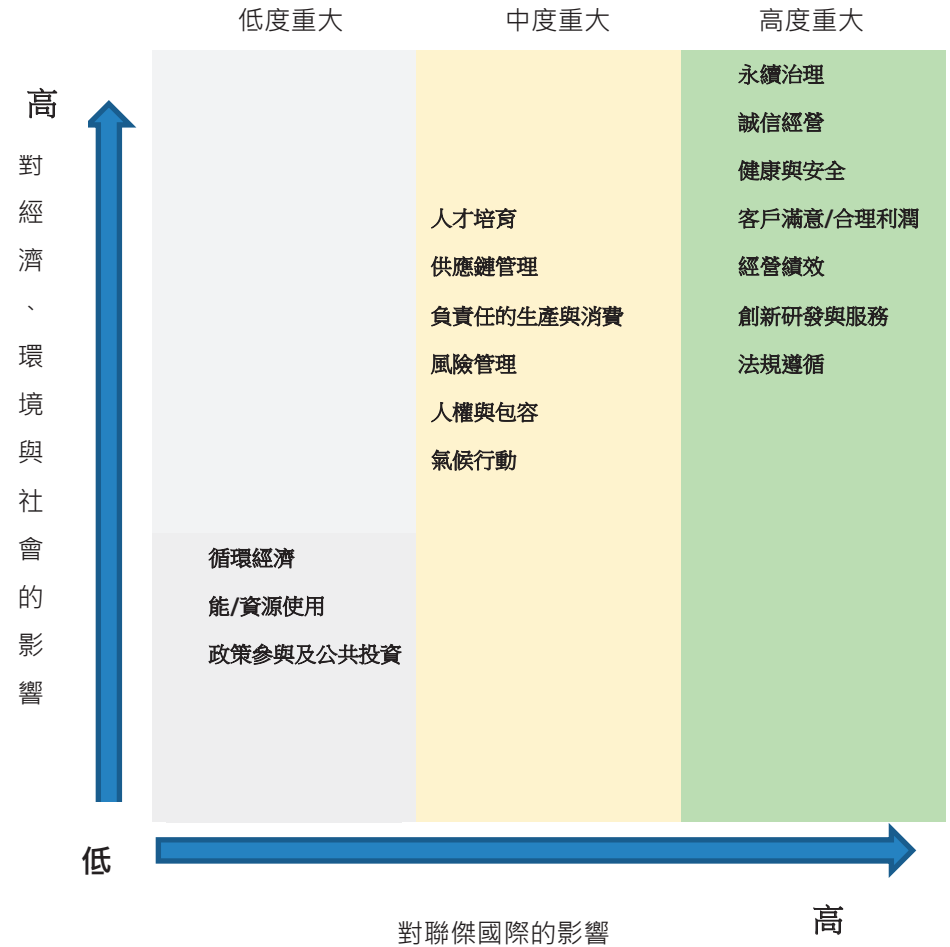 低度重大
中度重大
高度重大
高
對經濟、環境與社會的影響
永續治理
誠信經營
健康與安全
客戶滿意/合理利潤
經營績效
創新研發與服務
法規遵循
人才培育
供應鏈管理
負責任的生產與消費
風險管理
人權與包容
氣候行動
循環經濟
能/資源使用
政策參與及公共投資
低
對聯傑國際的影響
高